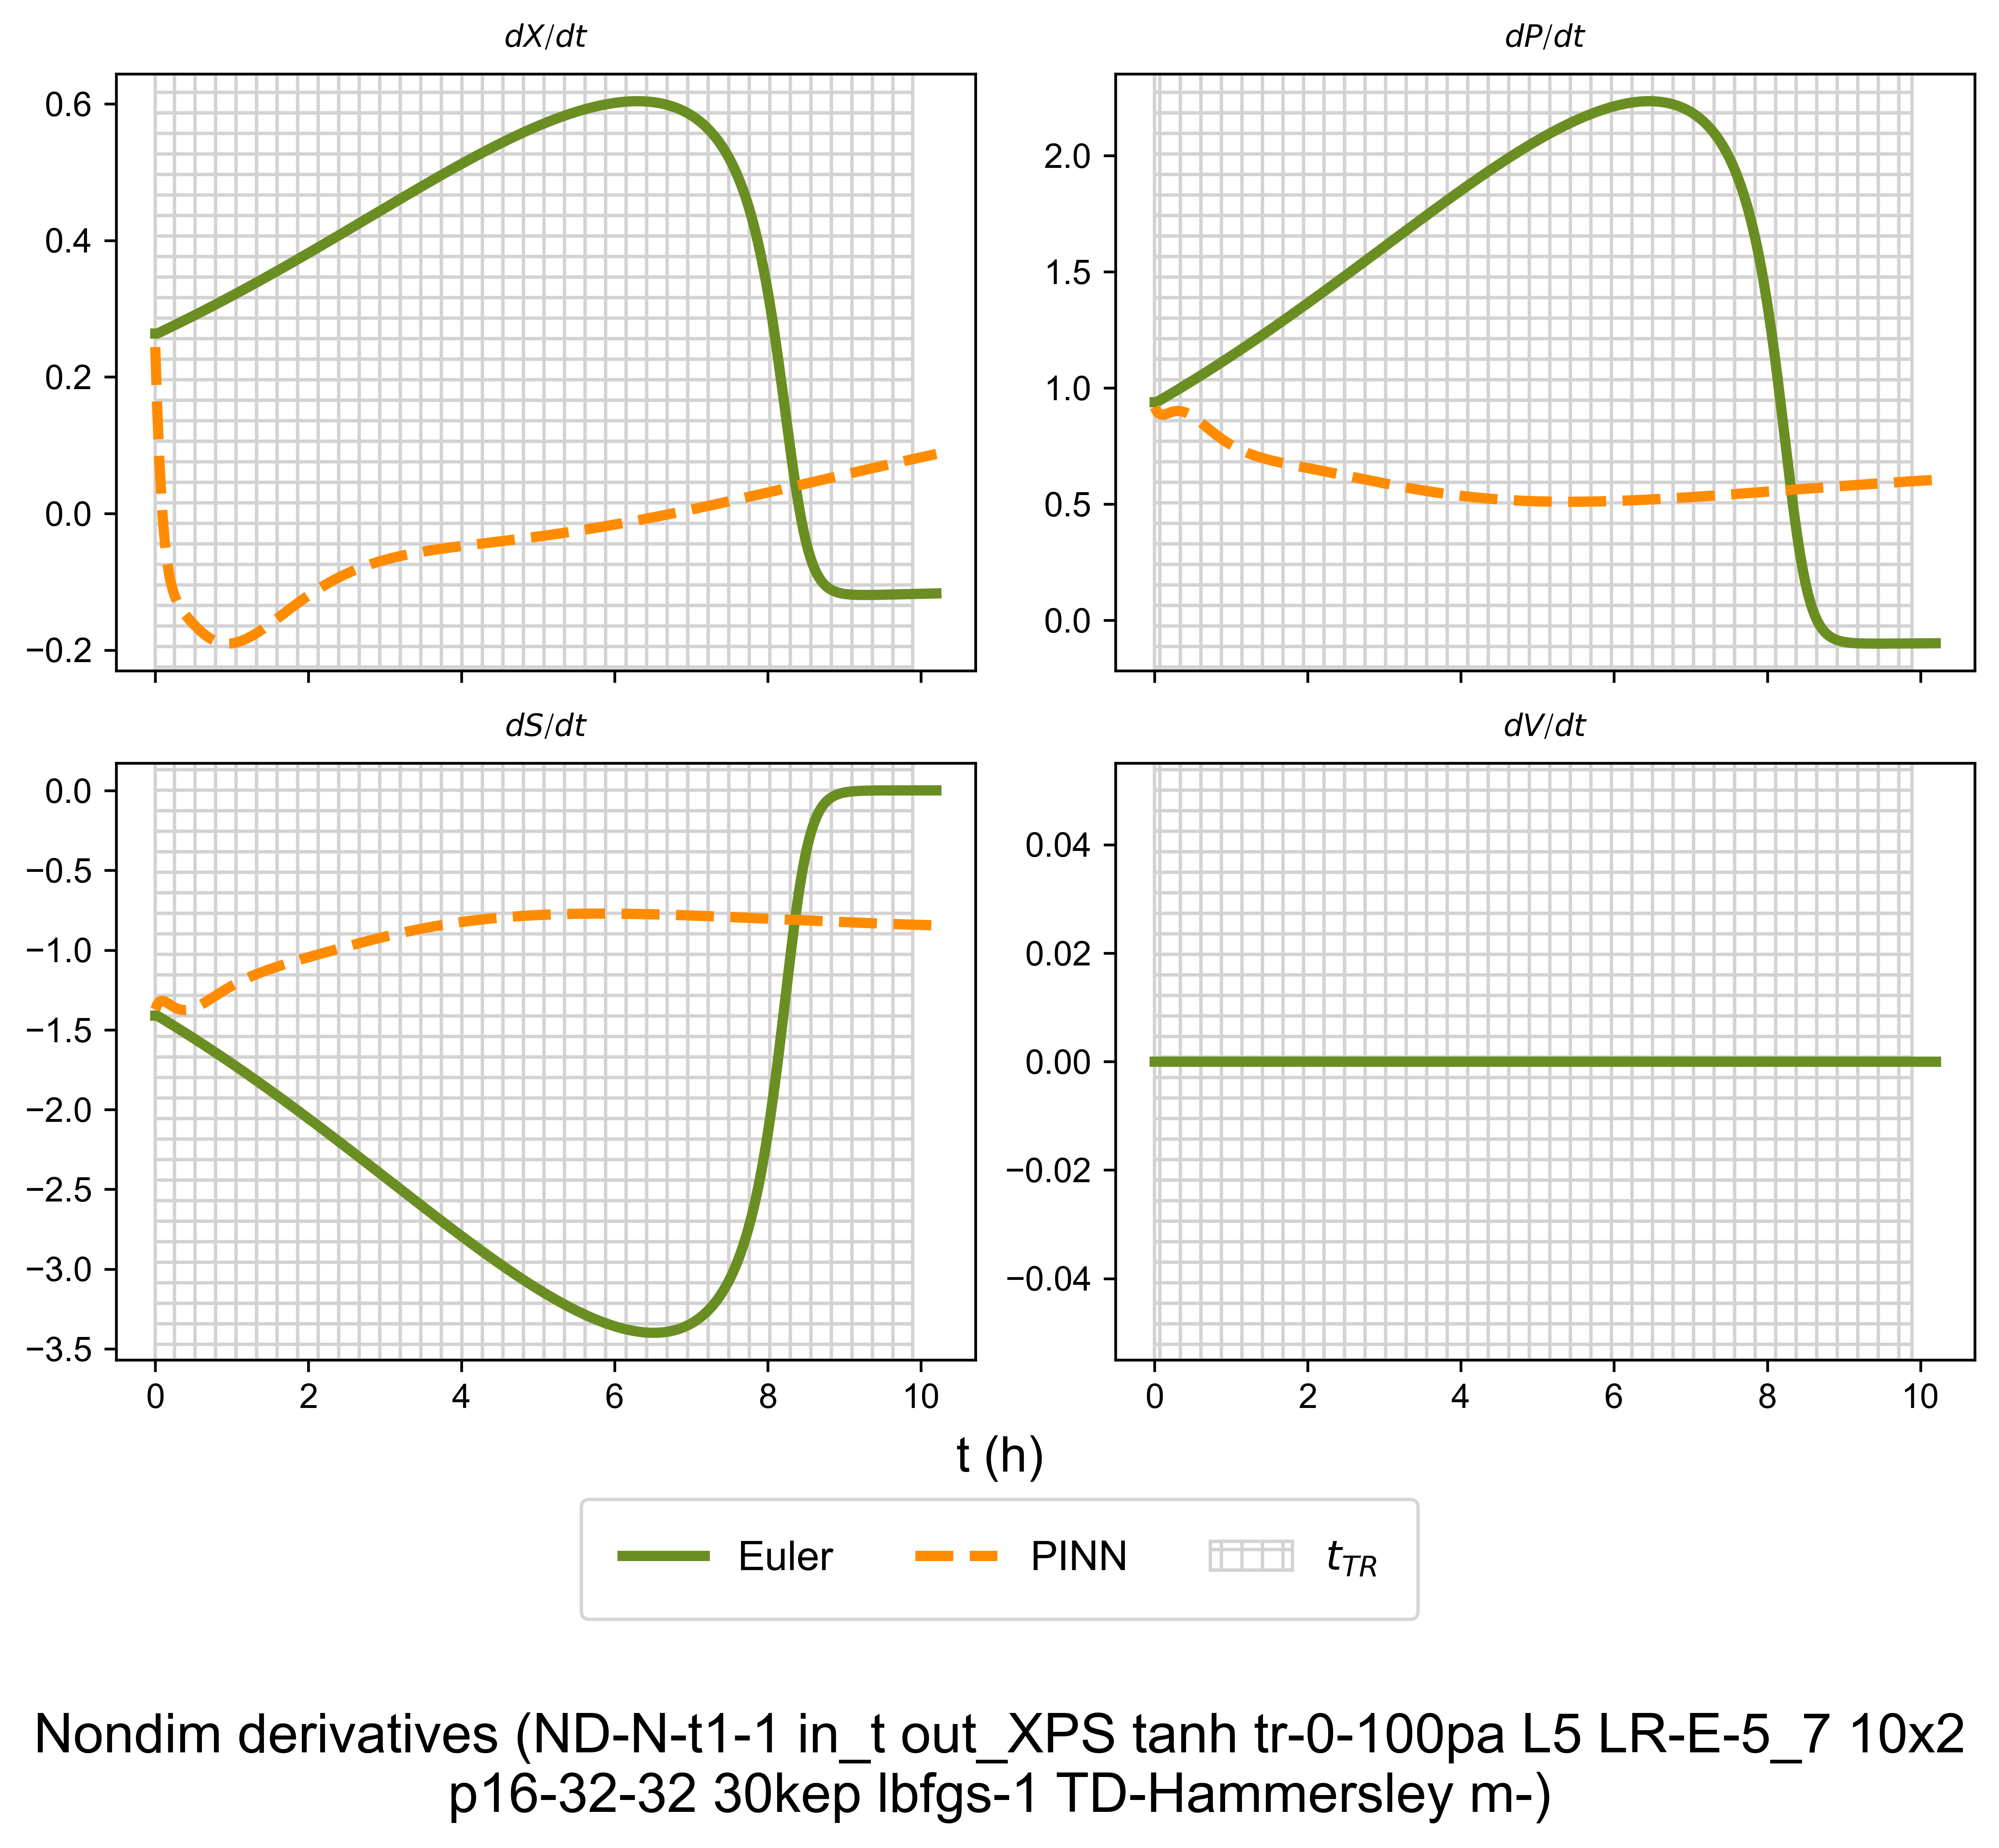 dX/dt
dP/dt
0.6
0.4
0.2
0.0
−0.2
2.0
1.5
1.0
0.5
0.0
dS/dt
dV/dt
0.0
−0.5
−1.0
−1.5
−2.0
−2.5
−3.0
−3.5
0.04
0.02
0.00
−0.02
−0.04
0 2 4 6 8 10
0 2 4 6 8 10
t (h)
Euler PINN t_TR
Nondim derivatives (ND-N-t1-1 in_t out_XPS tanh tr-0-100pa L5 LR-E-5_7 10x2
p16-32-32 30kep lbfgs-1 TD-Hammersley m-)